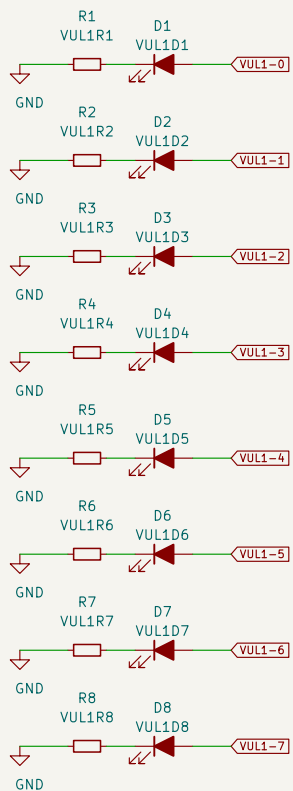 R1 D1
VUL1R1 VUL1D1
VUL1-0
GND
R2 D2
VUL1R2 VUL1D2
VUL1-1
GND
R3 D3
VUL1R3 VUL1D3
VUL1-2
GND
R4 D4
VUL1R4 VUL1D4
VUL1-3
GND
R5 D5
VUL1R5 VUL1D5
VUL1-4
GND
R6 D6
VUL1R6 VUL1D6
VUL1-5
GND
R7 D7
VUL1R7 VUL1D7
VUL1-6
GND
R8 D8
VUL1R8 VUL1D8
VUL1-7
GND